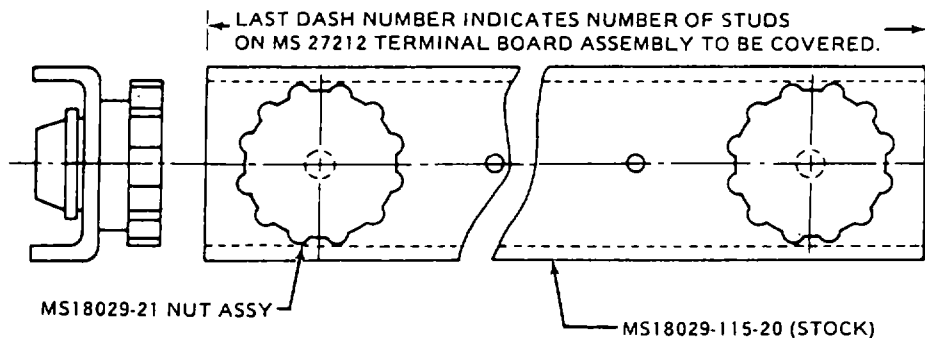 LAST DASH NUMBER INDICATES NUMBER OF STUDS
ON MS 27212 TERMINAL BOARD ASSEMBLY TO BE COVERED.
MS18029-21 NUT ASSY
MS18029-115-20 (STOCK)